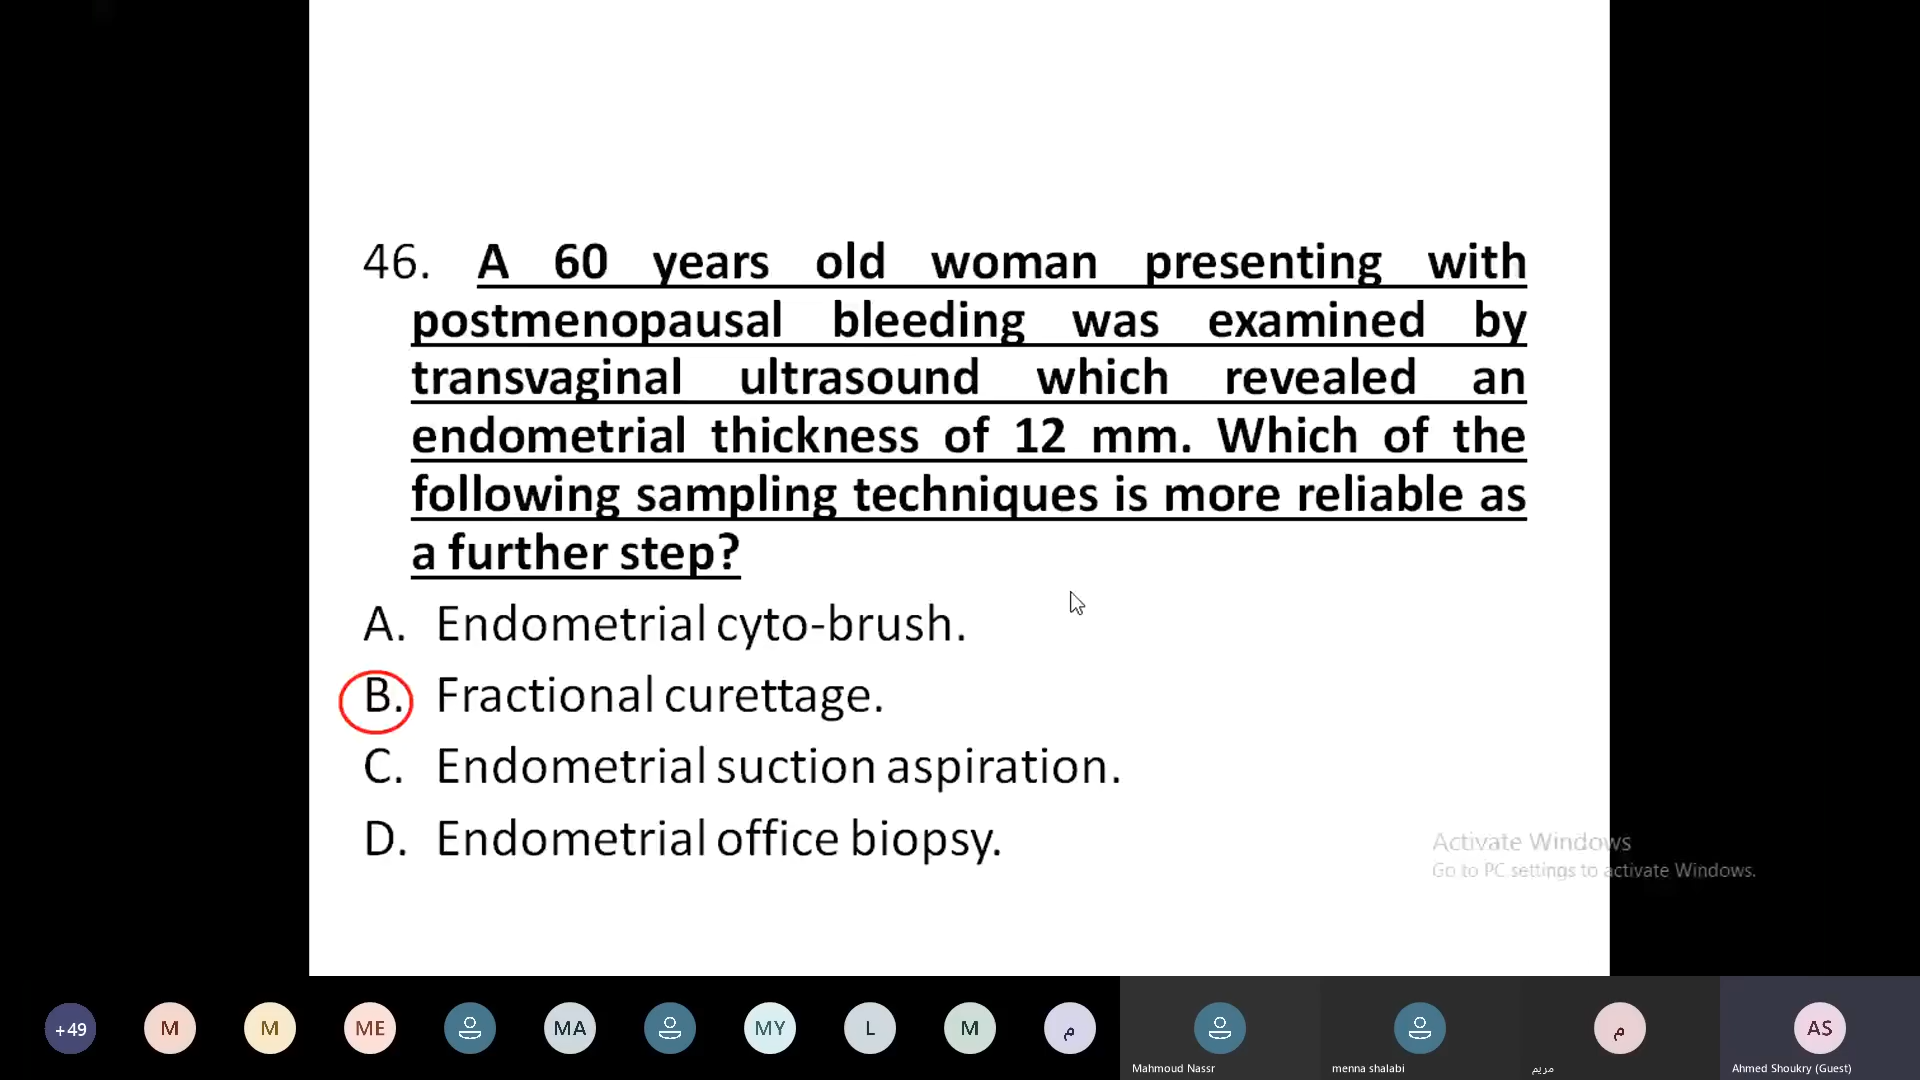 46. A 60 years old woman presenting with
postmenopausal bleeding was examined by
transvaginal ultrasound which revealed an
endometrial thickness of 12 mm. Which of the
following sampling techniques is more reliable as
a further step?
A. Endometrial cyto-brush.
B. Fractional curettage.
C. Endometrial suction aspiration.
D. Endometrial office biopsy.
Activate Windows
Go to PC settings to activate Windows.
+49 M M ME MA MY L M م م AS
Mahmoud Nassr menna shalabi مريم Ahmed Shoukry (Guest)